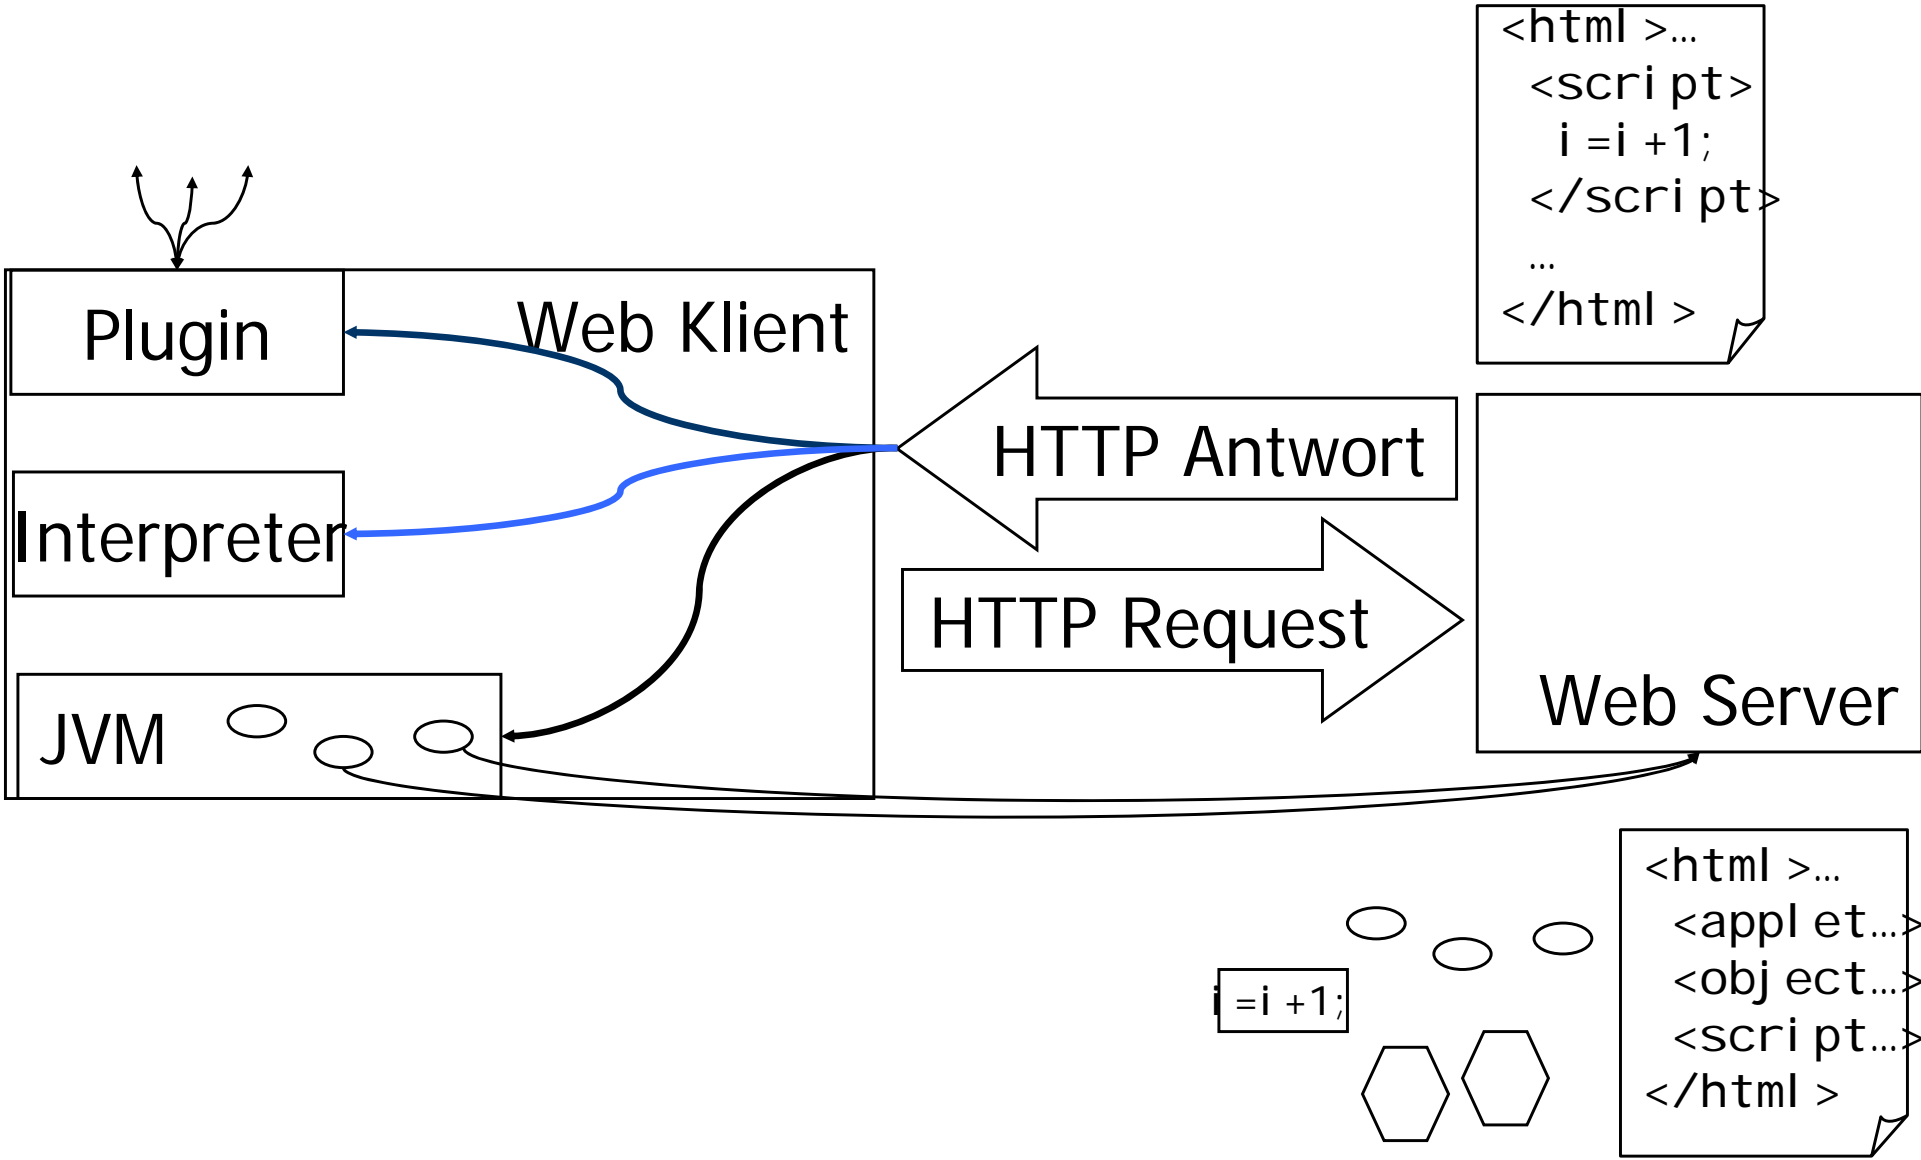 <html>…
<script>
i=i+1;
</script>
…
</html>
Plugin
Web Klient
HTTP Antwort
Interpreter
HTTP Request
JVM
Web Server
<html>…
<applet…>
<object…>
<script…>
</html>
i=i+1;